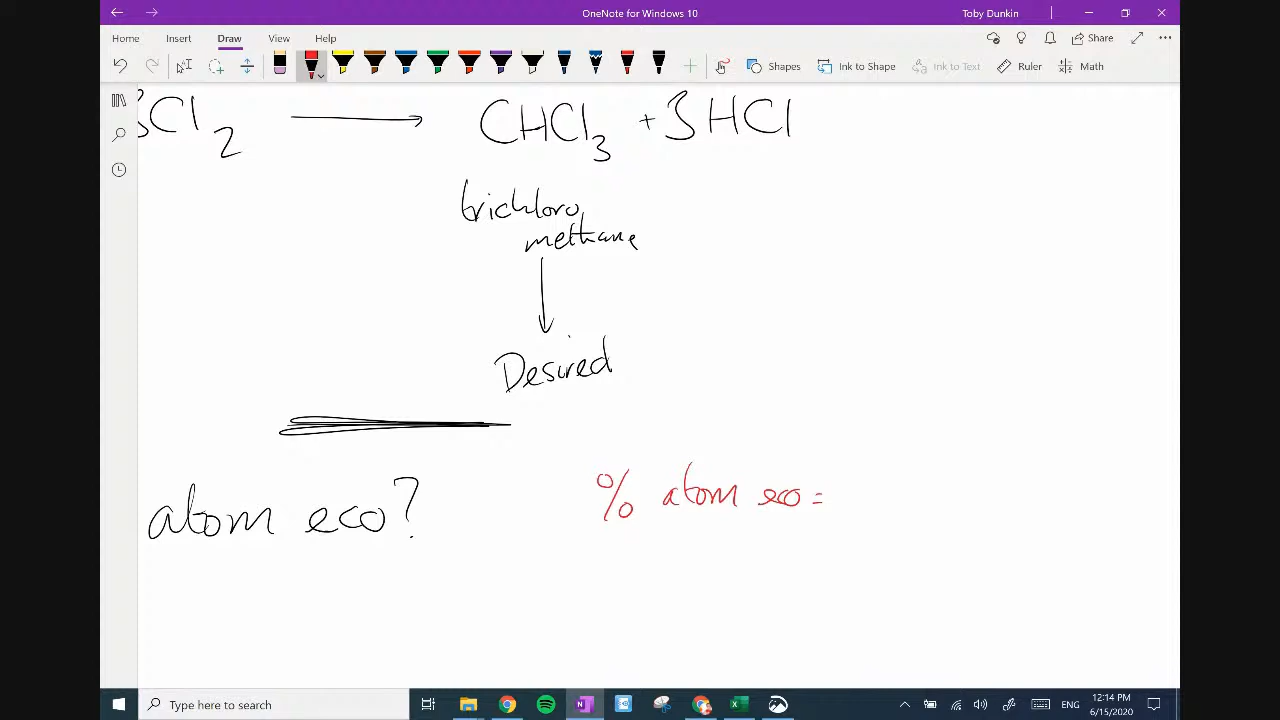 OneNote for Windows 10
Toby Dunkin
Home Insert Draw View Help
Share
Shapes
Ink to Shape
Ink to Text
Ruler
Math
3Cl2 → CHCl3 + 3HCl
trichloro
methane
Desired
atom eco?
% atom eco =
Type here to search
ENG
12:14 PM
6/15/2020